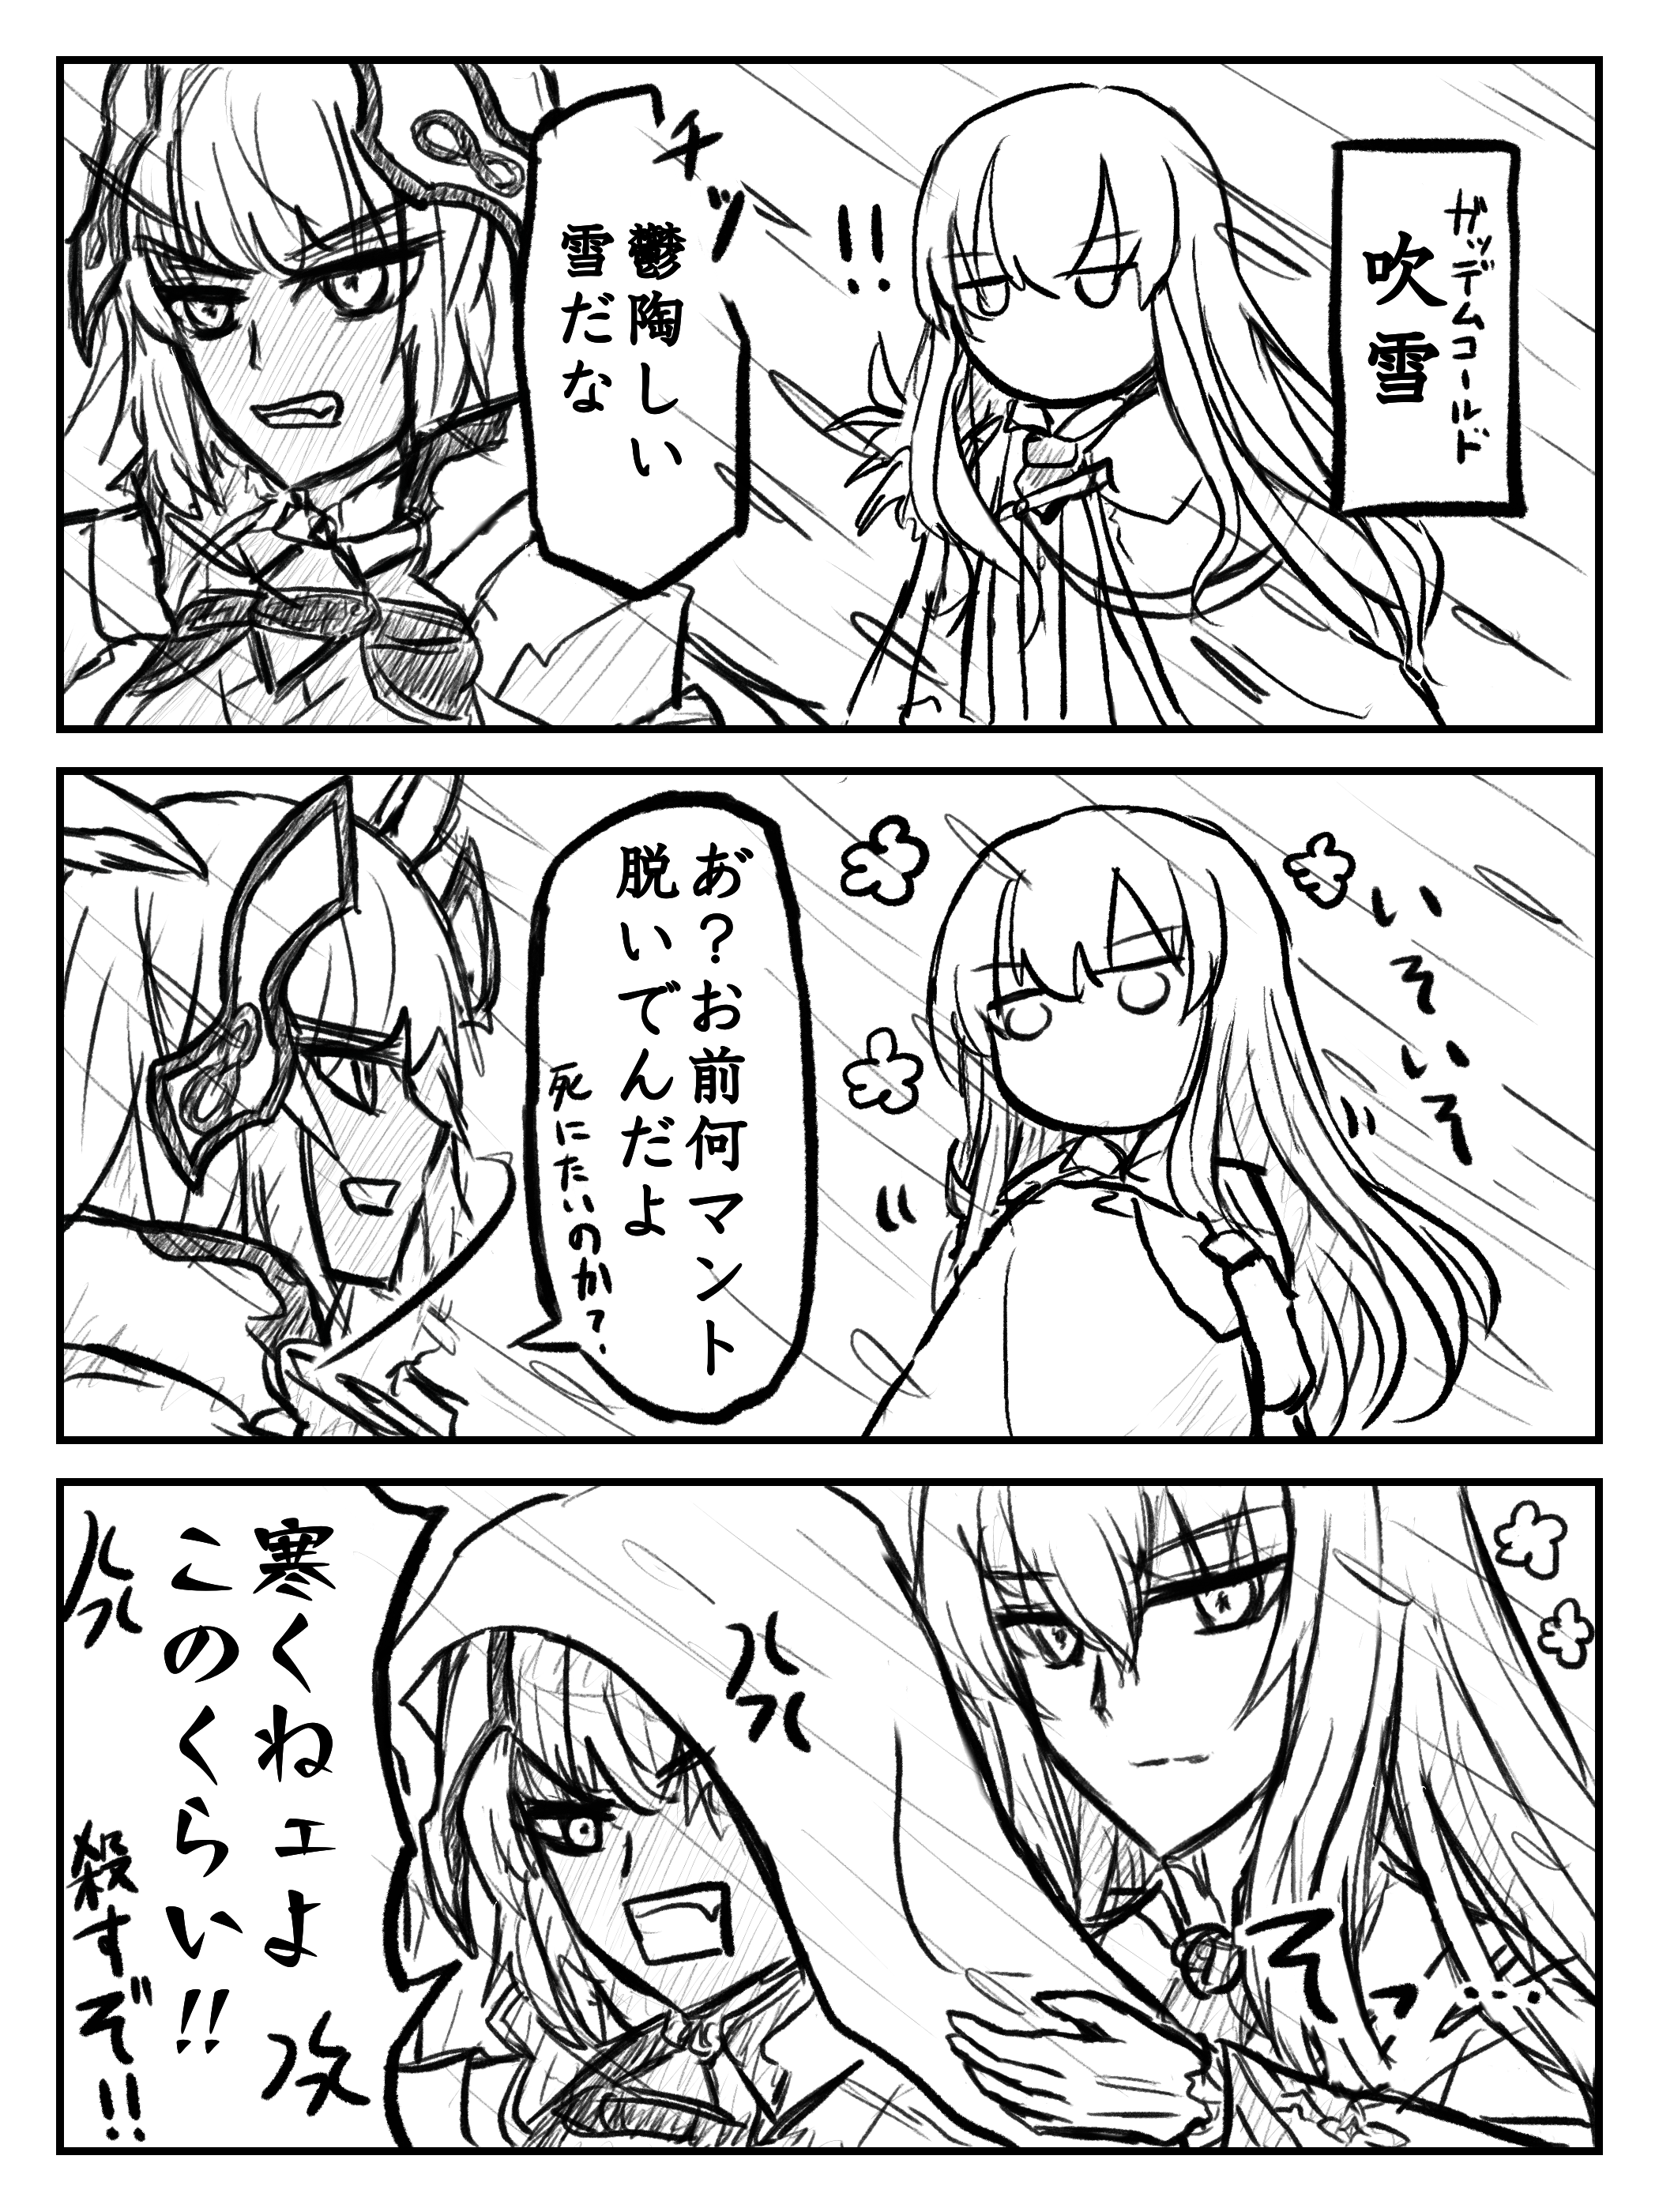 吹雪
ガッデムコールド
!!
チッ
鬱陶しい
雪だな
いそいそ
あ゛?お前何マント
脱いでんだよ
死にたいのか?
そっ…
寒くねェよ
このくらい!!
殺すぞ!!